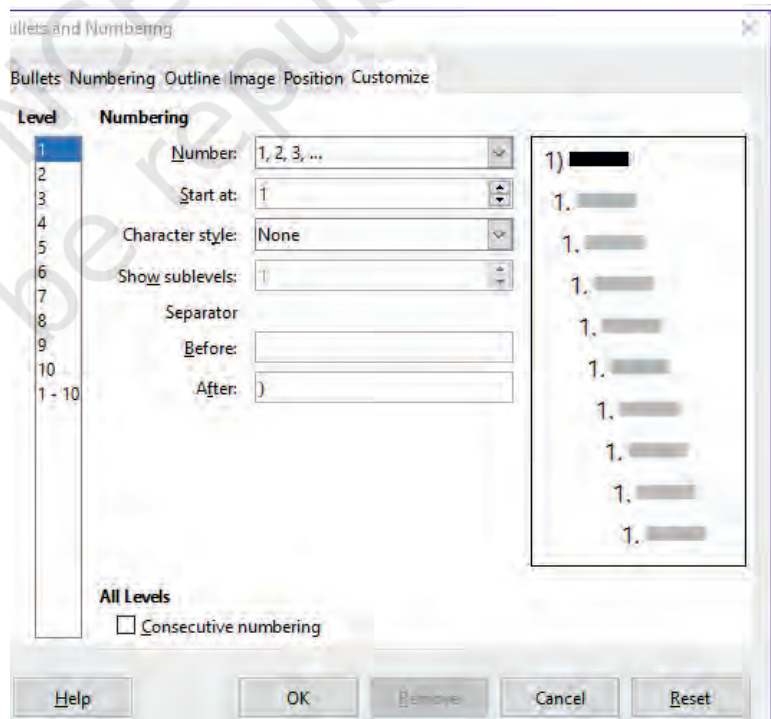 ullets and Numbering
Bullets Numbering Outline Image Position Customize
Level Numbering
1
2
3
4
5
6
7
8
9
10
1 - 10
Number: 1, 2, 3, ...
Start at: 1
Character style: None
Show sublevels: 1
Separator
Before:
After: )
1)
1.
1.
1.
1.
1.
1.
1.
1.
1.
All Levels
Consecutive numbering
Help OK Remove Cancel Reset
be republ